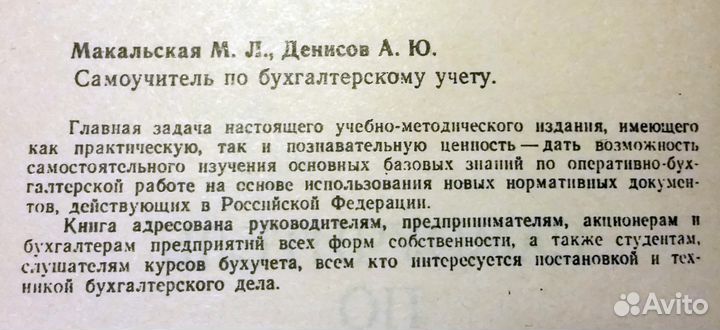 Макальская М. Л., Денисов А. Ю.
Самоучитель по бухгалтерскому учету.
Главная задача настоящего учебно-методического издания, имеющего
как практическую, так и познавательную ценность — дать возможность
самостоятельного изучения основных базовых знаний по оперативно-бух-
галтерской работе на основе использования новых нормативных докумен-
тов, действующих в Российской Федерации.
Книга адресована руководителям, предпринимателям, акционерам и
бухгалтерам предприятий всех форм собственности, а также студентам,
слушателям курсов бухучета, всем кто интересуется постановкой и тех-
никой бухгалтерского дела.
ПО
Avito